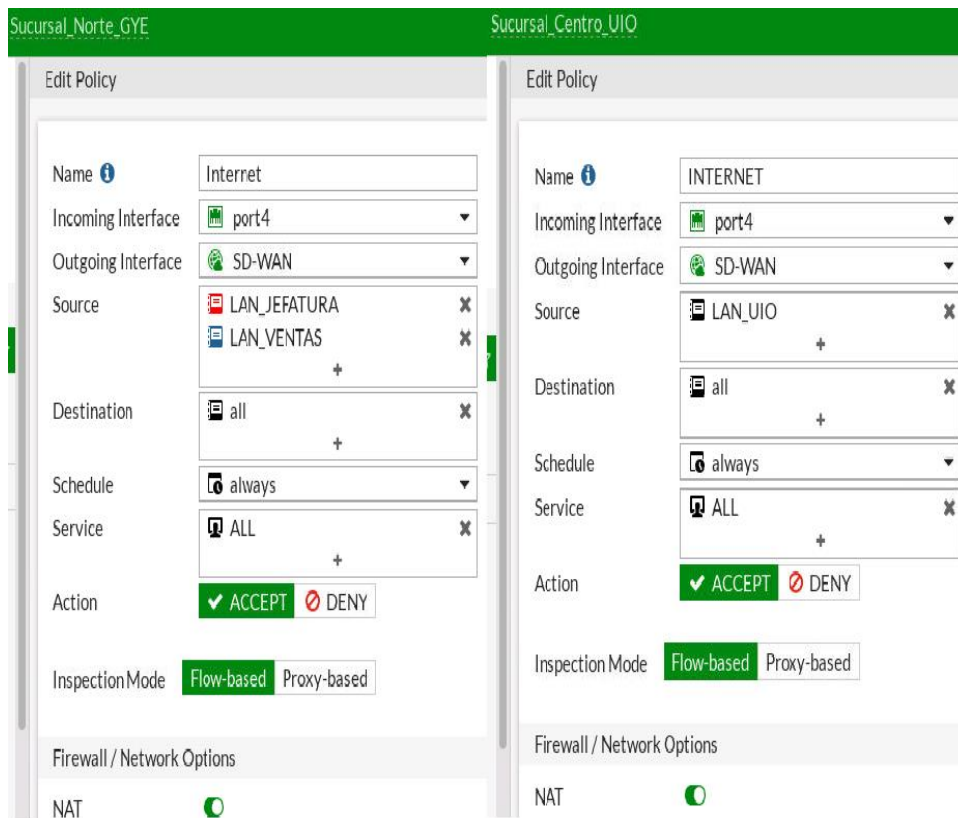 Sucursal_Norte_GYE
Edit Policy
Name
Internet
Incoming Interface
port4
Outgoing Interface
SD-WAN
Source
LAN_JEFATURA
LAN_VENTAS
+
Destination
all
+
Schedule
always
Service
ALL
+
Action
ACCEPT
DENY
Inspection Mode
Flow-based
Proxy-based
Firewall / Network Options
NAT
Sucursal_Centro_UIO
Edit Policy
Name
INTERNET
Incoming Interface
port4
Outgoing Interface
SD-WAN
Source
LAN_UIO
+
Destination
all
+
Schedule
always
Service
ALL
+
Action
ACCEPT
DENY
Inspection Mode
Flow-based
Proxy-based
Firewall / Network Options
NAT